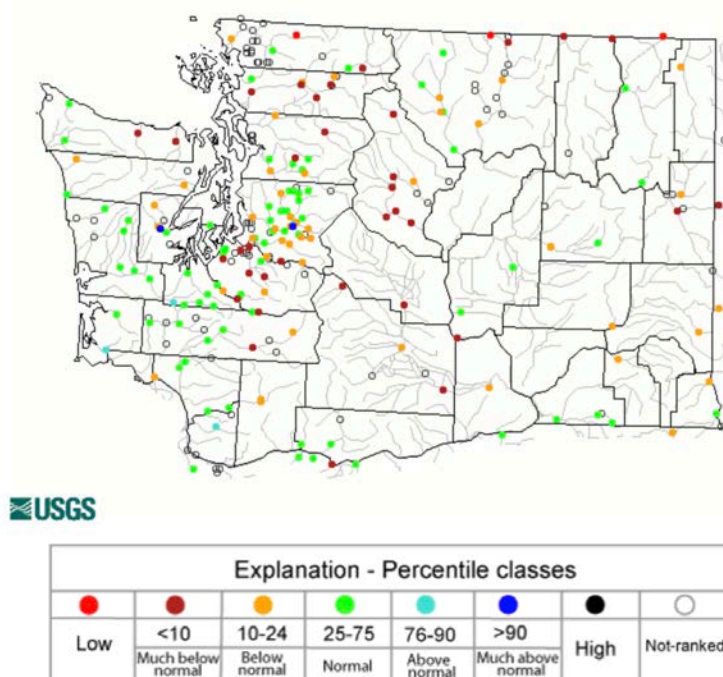 USGS
Explanation - Percentile classes
<10 10-24 25-75 76-90 >90
Low Much below normal Below normal Normal Above normal Much above normal High Not-ranked